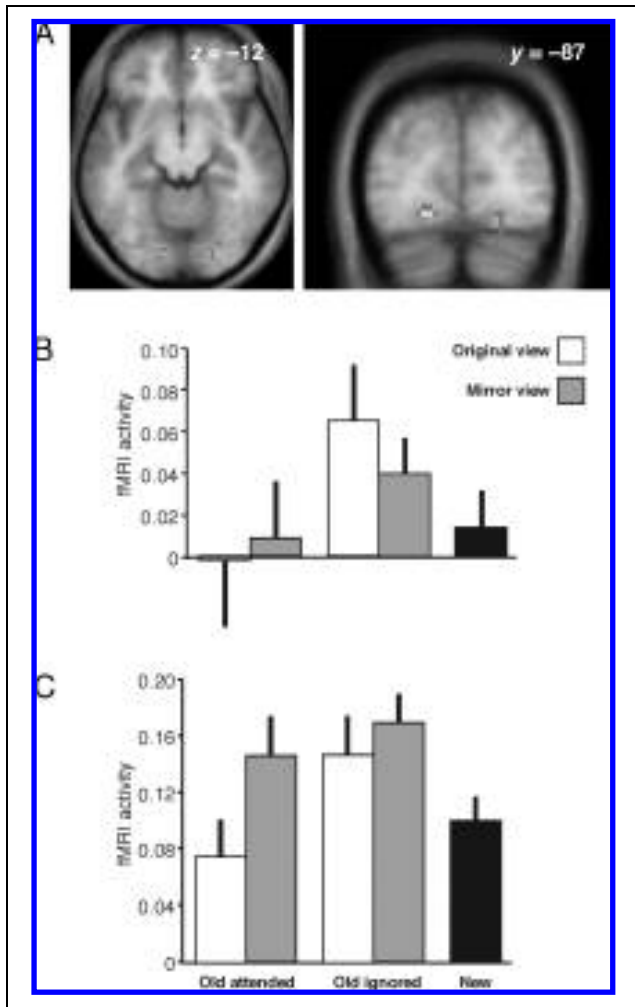 A
z = –12
y = –87
B
Original view
Mirror view
fMRI activity
0.10
0.08
0.06
0.04
0.02
0
C
fMRI activity
0.20
0.16
0.12
0.08
0.04
0
Old attended
Old ignored
New